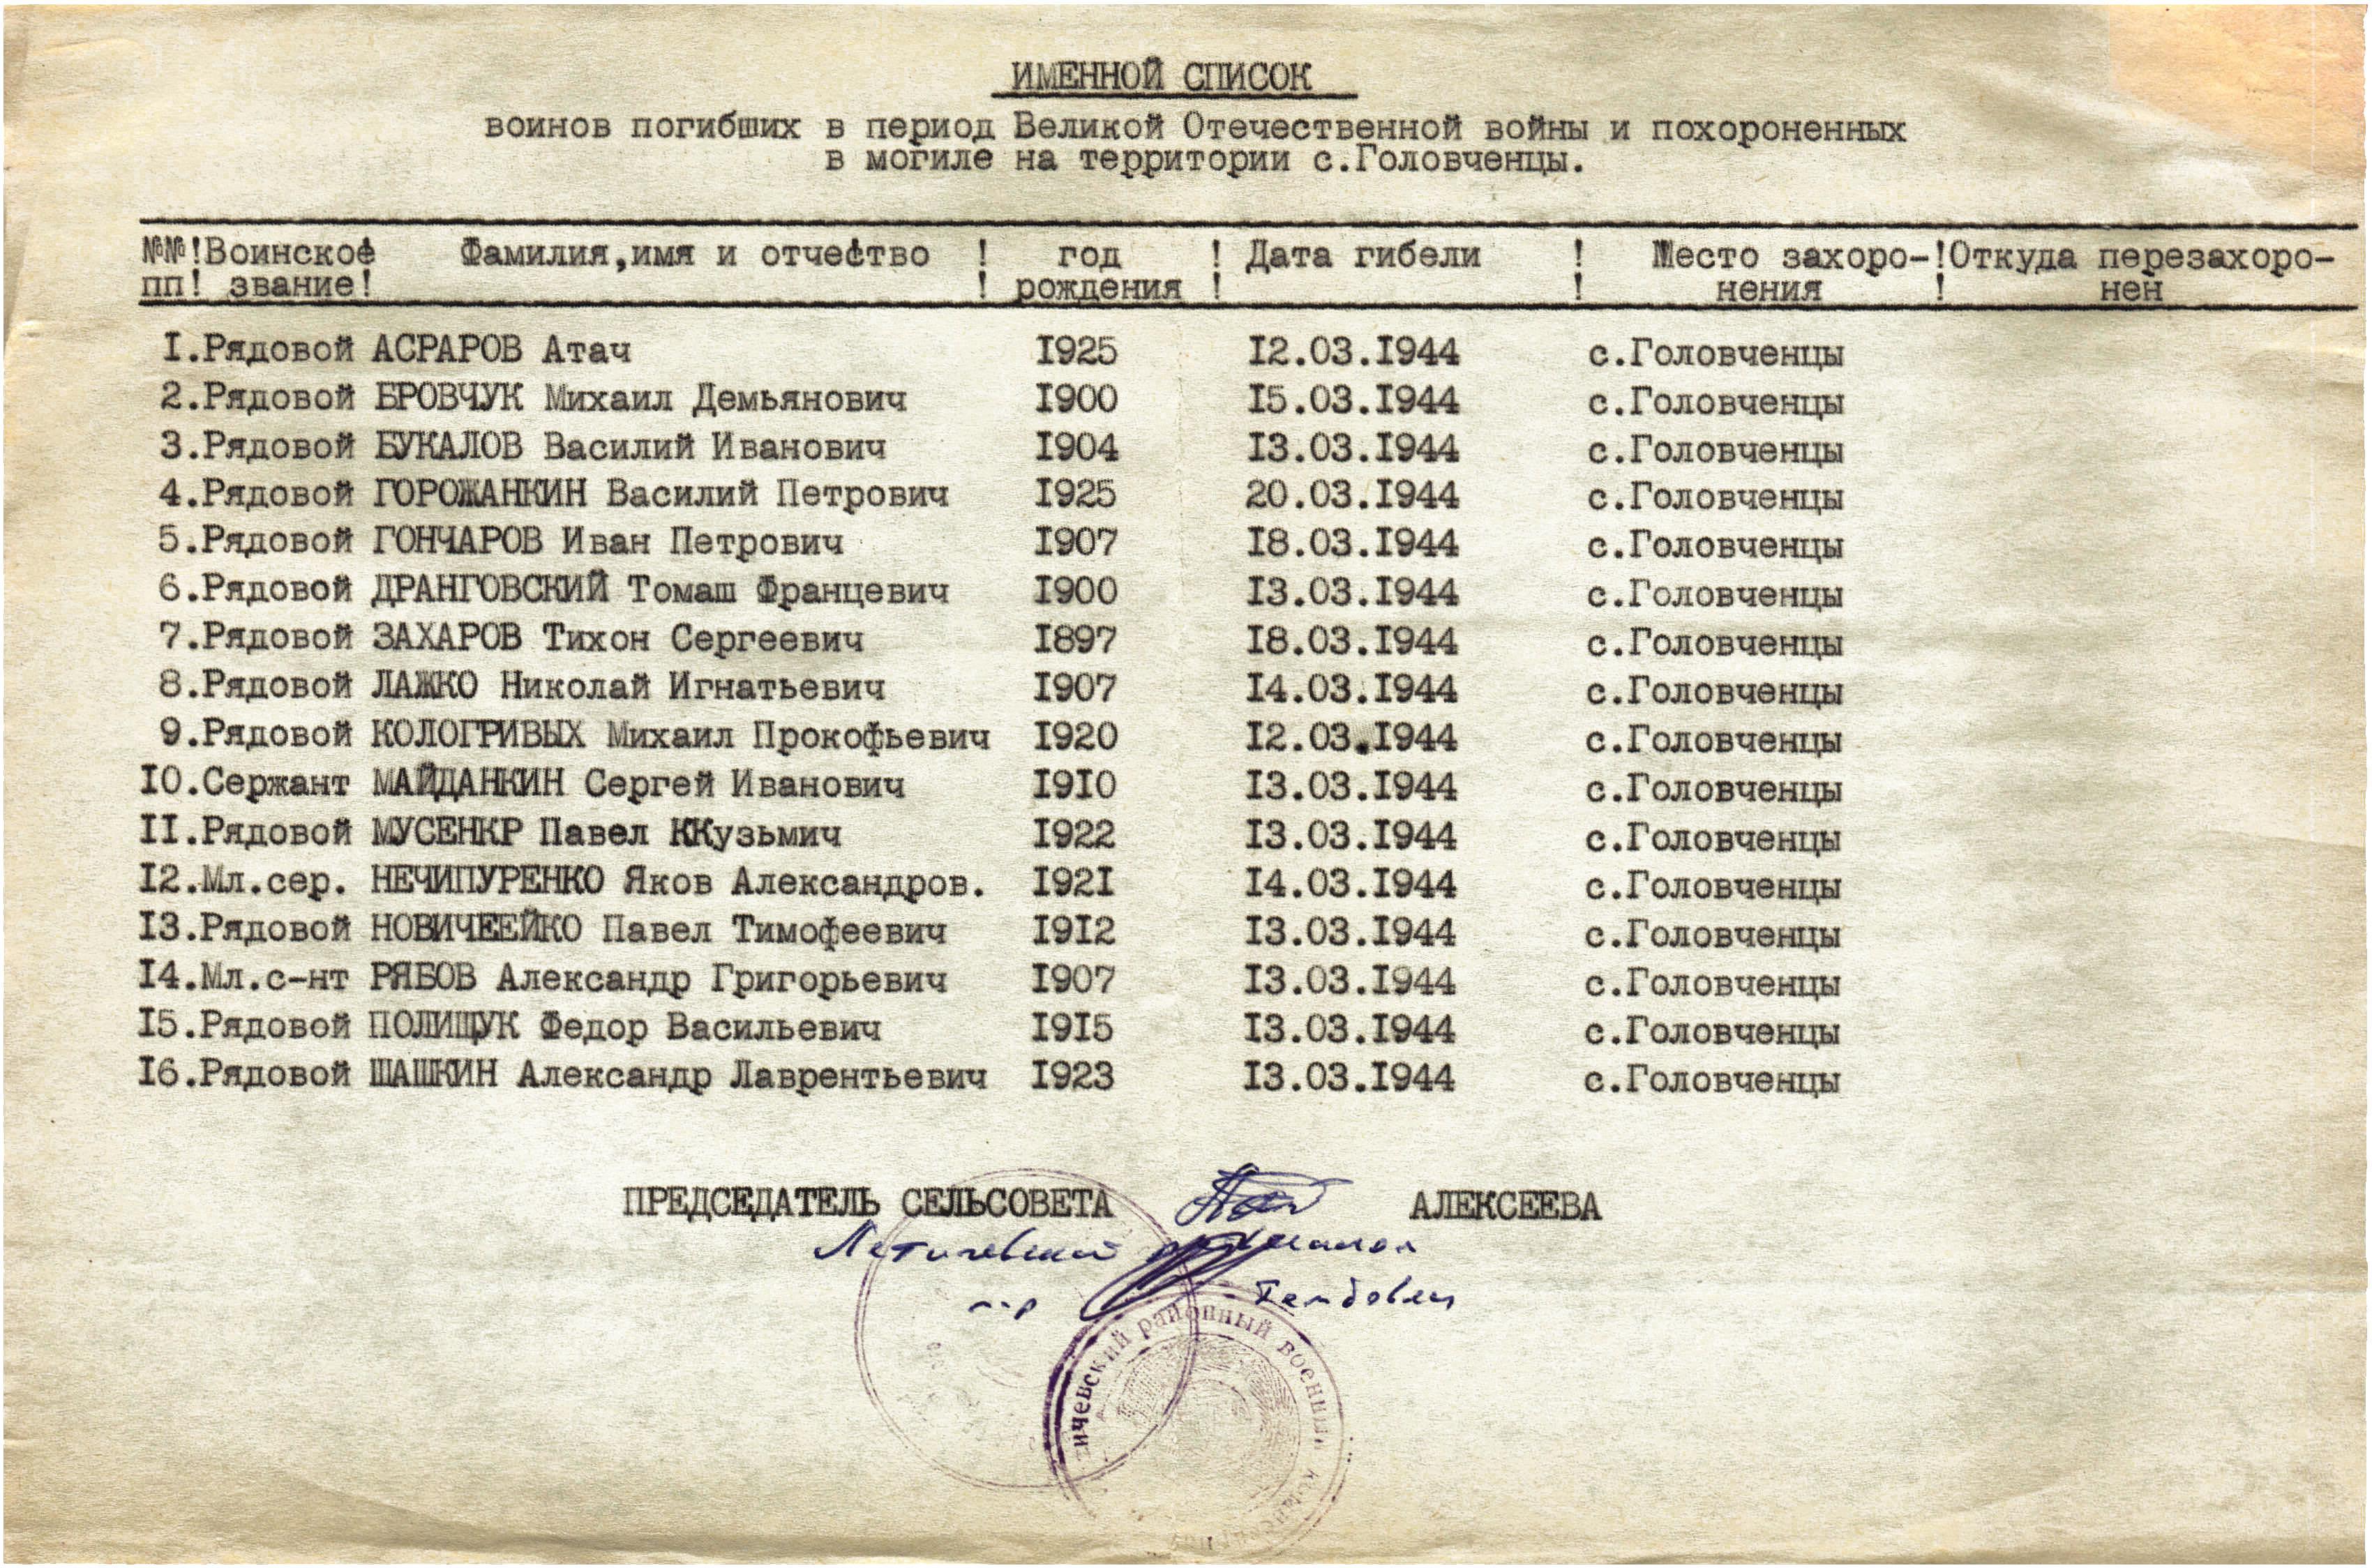 ИМЕННОЙ СПИСОК
воинов погибших в период Великой Отечественной войны и похороненных
в могиле на территории с.Головченцы.
№№!Воинское Фамилия,имя и отчество ! год ! Дата гибели ! Место захоро-!Откуда перезахоро-
пп! звание! ! рождения ! ! нения ! нен
I.Рядовой АСРАРОВ Атач I925 I2.03.I944 с.Головченцы
2.Рядовой БРОВЧУК Михаил Демьянович I900 I5.03.I944 с.Головченцы
3.Рядовой БУКАЛОВ Василий Иванович I904 I3.03.I944 с.Головченцы
4.Рядовой ГОРОЖАНКИН Василий Петрович I925 20.03.I944 с.Головченцы
5.Рядовой ГОНЧАРОВ Иван Петрович I907 I8.03.I944 с.Головченцы
6.Рядовой ДРАНГОВСКИЙ Томаш Францевич I900 I3.03.I944 с.Головченцы
7.Рядовой ЗАХАРОВ Тихон Сергеевич I897 I8.03.I944 с.Головченцы
8.Рядовой ЛАЖКО Николай Игнатьевич I907 I4.03.I944 с.Головченцы
9.Рядовой КОЛОГРИВЫХ Михаил Прокофьевич I920 I2.03.I944 с.Головченцы
I0.Сержант МАЙДАНКИН Сергей Иванович I9I0 I3.03.I944 с.Головченцы
II.Рядовой МУСЕНКР Павел ККузьмич I922 I3.03.I944 с.Головченцы
I2.Мл.сер. НЕЧИПУРЕНКО Яков Александров. I92I I4.03.I944 с.Головченцы
I3.Рядовой НОВИЧЕЕЙКО Павел Тимофеевич I9I2 I3.03.I944 с.Головченцы
I4.Мл.с-нт РЯБОВ Александр Григорьевич I907 I3.03.I944 с.Головченцы
I5.Рядовой ПОЛИЩУК Федор Васильевич I9I5 I3.03.I944 с.Головченцы
I6.Рядовой ШАШКИН Александр Лаврентьевич I923 I3.03.I944 с.Головченцы
ПРЕДСЕДАТЕЛЬ СЕЛЬСОВЕТА АЛЕКСЕЕВА
ичевский районный военный